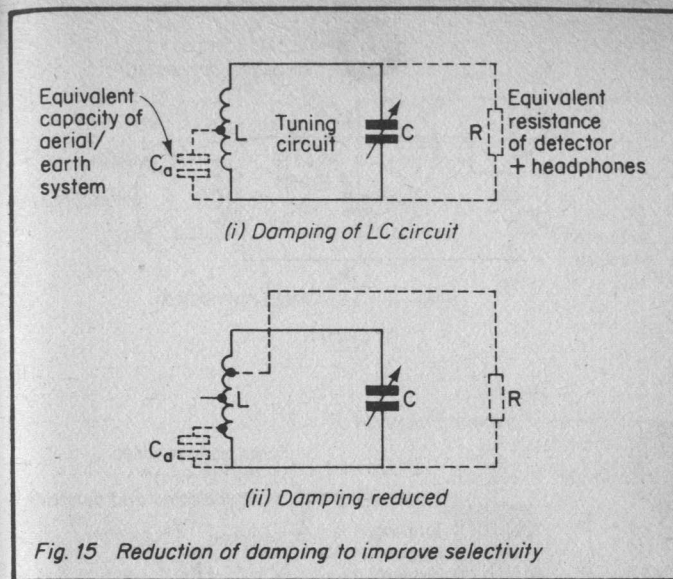 Equivalent
capacity of
aerial/
earth
system
Ca
L
Tuning
circuit
C
R
Equivalent
resistance
of detector
+ headphones
(i) Damping of LC circuit
L
Ca
C
R
(ii) Damping reduced
Fig. 15 Reduction of damping to improve selectivity